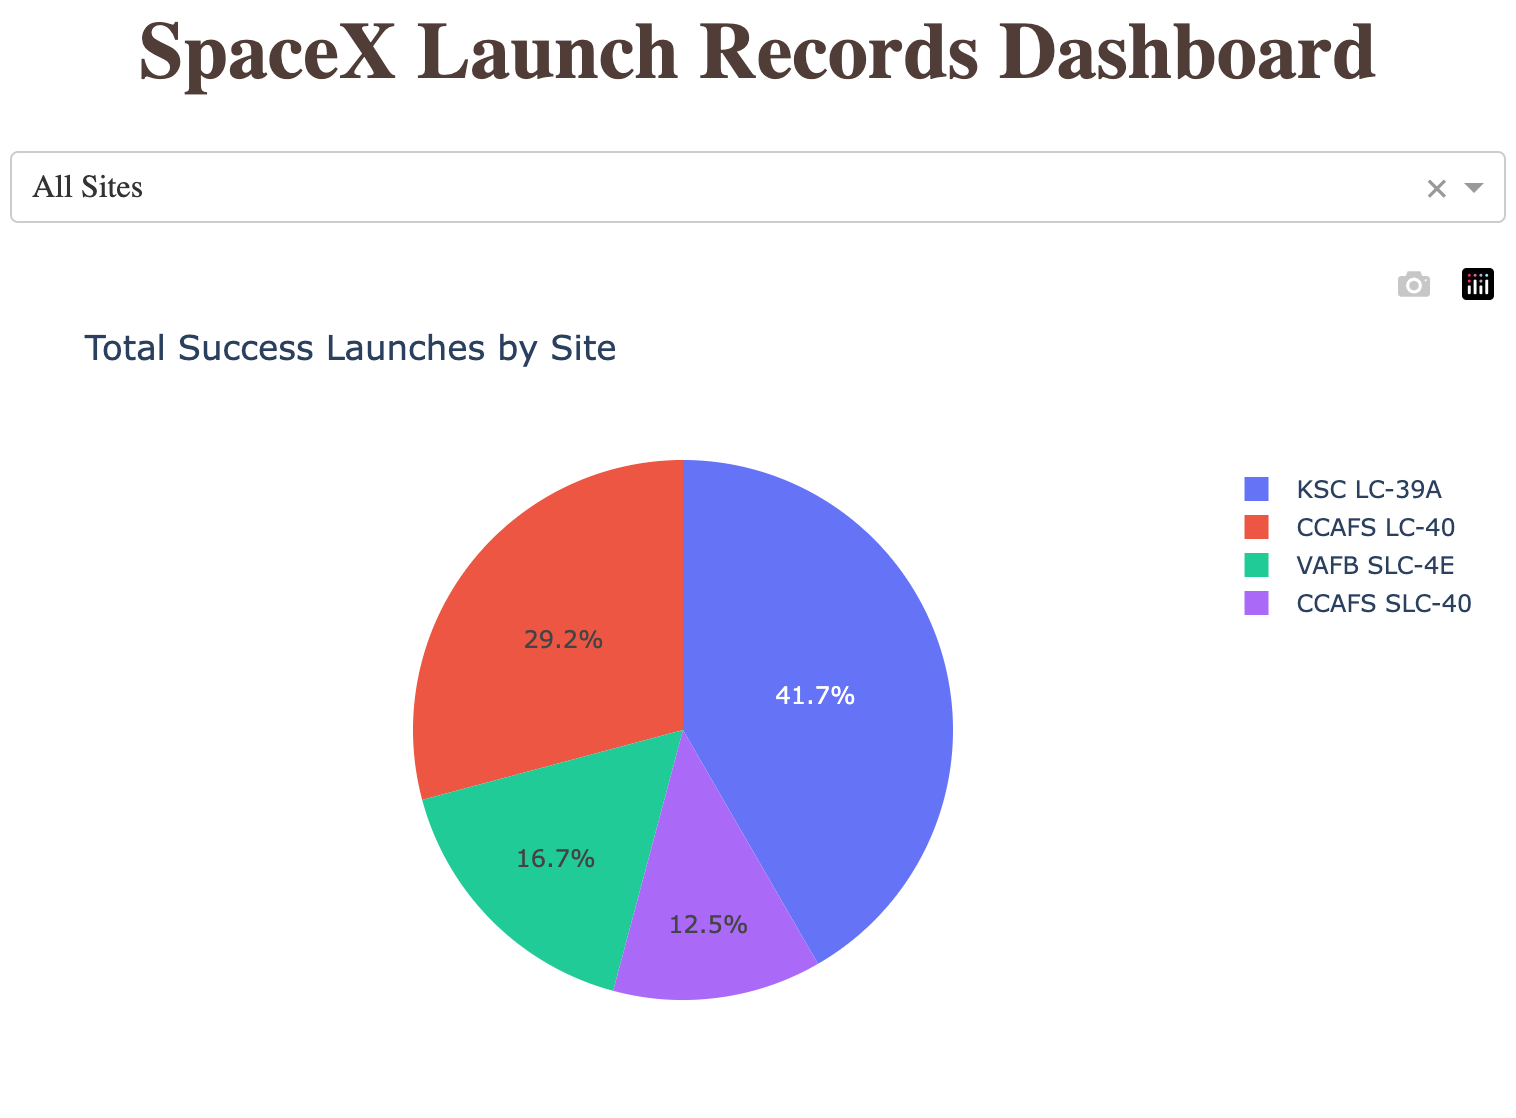 SpaceX Launch Records Dashboard
All Sites
Total Success Launches by Site
KSC LC-39A
CCAFS LC-40
VAFB SLC-4E
CCAFS SLC-40
29.2%
41.7%
16.7%
12.5%